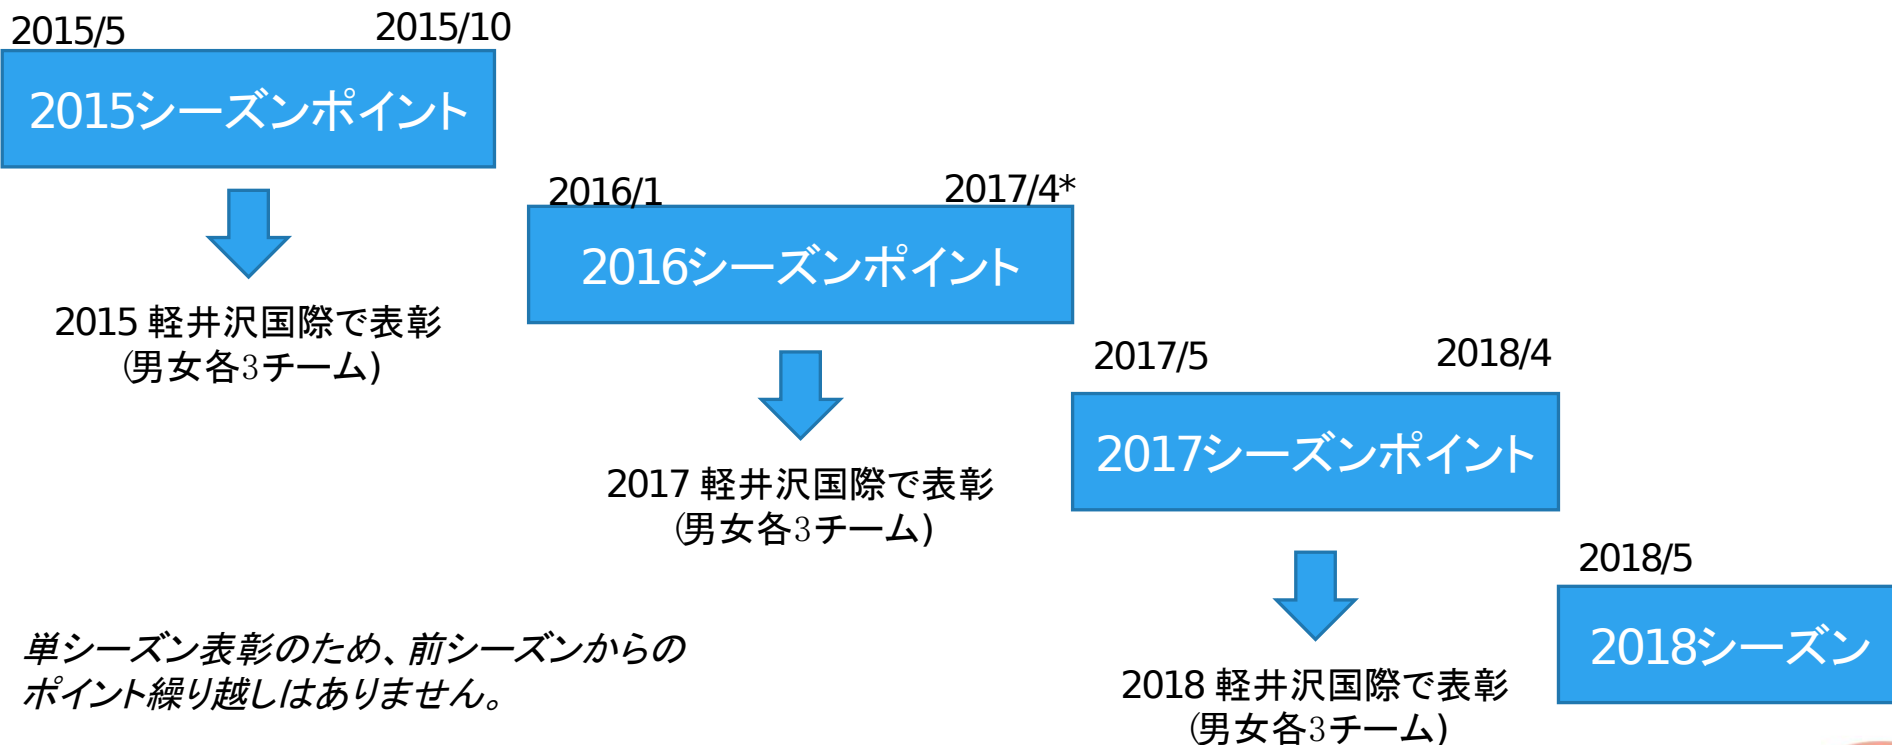 2015/5 2015/10
2015シーズンポイント
2015 軽井沢国際で表彰
(男女各3チーム)
2016/1 2017/4*
2016シーズンポイント
2017 軽井沢国際で表彰
(男女各3チーム)
2017/5 2018/4
2017シーズンポイント
2018 軽井沢国際で表彰
(男女各3チーム)
2018/5
2018シーズン
単シーズン表彰のため、前シーズンからの
ポイント繰り越しはありません。